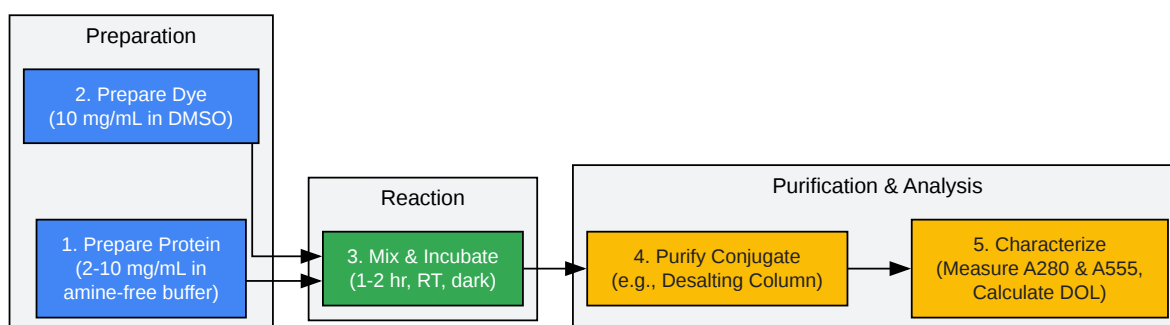 Preparation
2. Prepare Dye
(10 mg/mL in DMSO)
1. Prepare Protein
(2-10 mg/mL in
amine-free buffer)
Reaction
3. Mix & Incubate
(1-2 hr, RT, dark)
Purification & Analysis
4. Purify Conjugate
(e.g., Desalting Column)
5. Characterize
(Measure A280 & A555,
Calculate DOL)